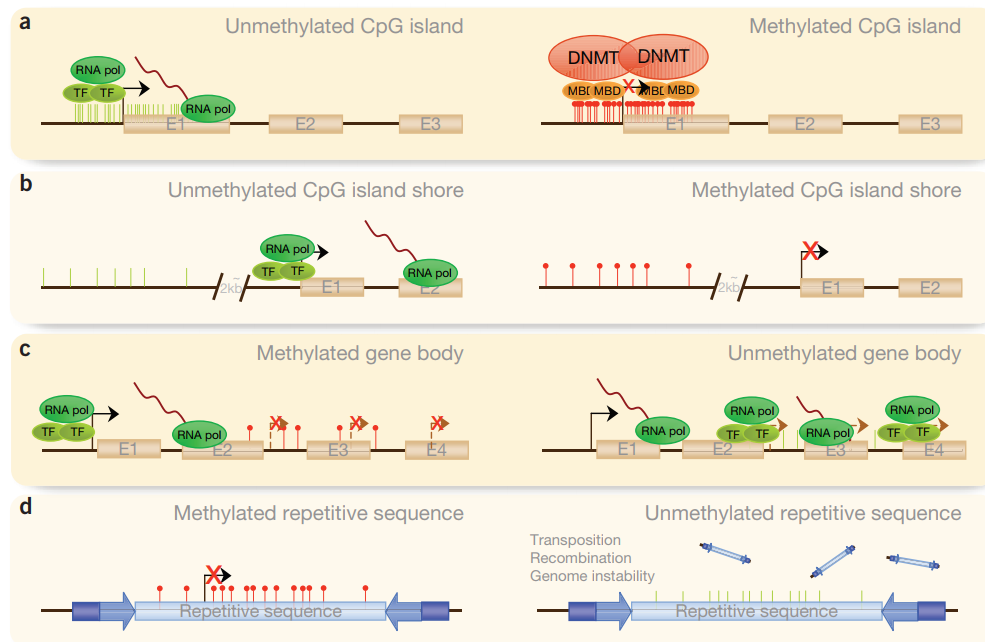 a
Unmethylated CpG island
Methylated CpG island
RNA pol
TF TF
RNA pol
E1 E2 E3
DNMT DNMT
MBD MBD X MBD MBD
E1 E2 E3
b
Unmethylated CpG island shore
Methylated CpG island shore
RNA pol
TF TF
RNA pol
~
2kb
E1 E2
X
~
2kb
E1 E2
c
Methylated gene body
Unmethylated gene body
RNA pol
TF TF
RNA pol
X X X
E1 E2 E3 E4
RNA pol
RNA pol
TF TF
RNA pol
RNA pol
TF TF
E1 E2 E3 E4
d
Methylated repetitive sequence
Unmethylated repetitive sequence
X
Repetitive sequence
Transposition
Recombination
Genome instability
Repetitive sequence